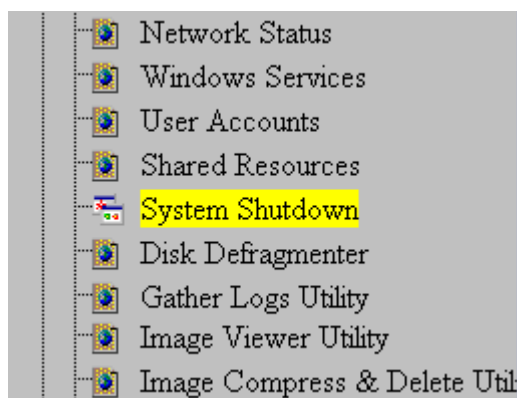 Network Status
Windows Services
User Accounts
Shared Resources
System Shutdown
Disk Defragmenter
Gather Logs Utility
Image Viewer Utility
Image Compress & Delete